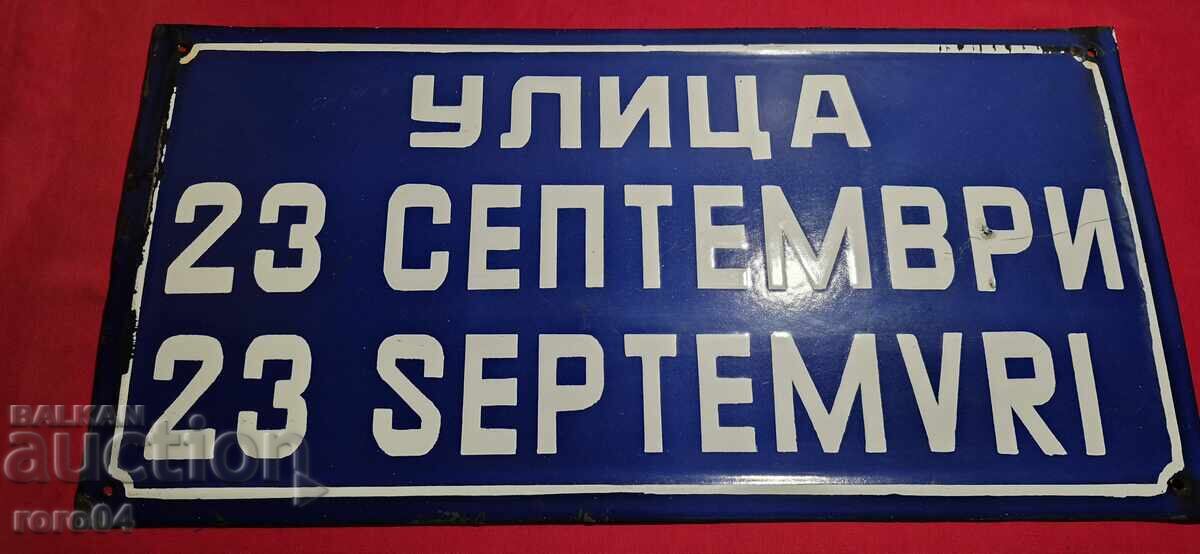 УЛИЦА
23 СЕПТЕМВРИ
23 SEPTEMVRI
BALKAN
auction
roro04